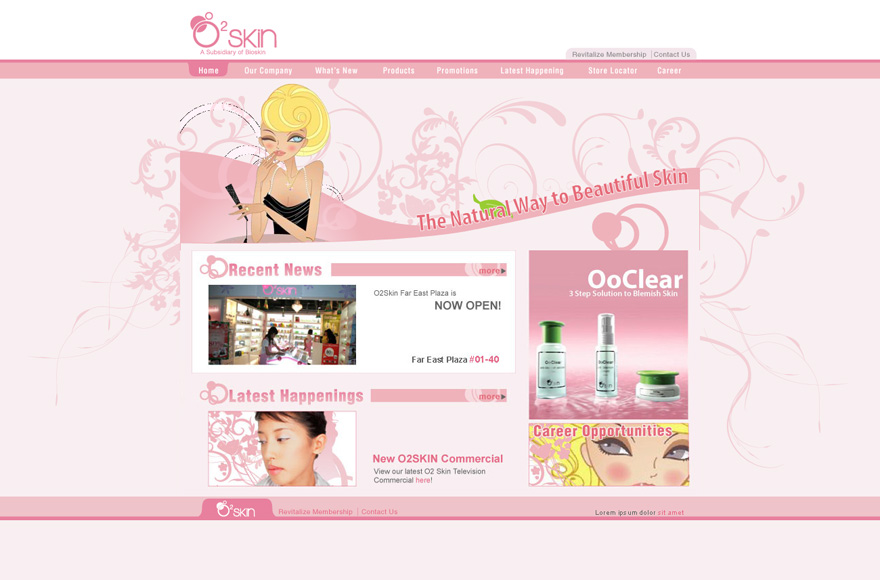 O2SKIN
A Subsidiary of Bioskin
Revitalize Membership | Contact Us
Home Our Company What's New Products Promotions Latest Happening Store Locator Career
The Natural Way to Beautiful Skin
Recent News more
O2Skin Far East Plaza is
NOW OPEN!
Far East Plaza #01-40
OoClear
3 Step Solution to Blemish Skin
OoClear
OoClear
Latest Happenings more
New O2SKIN Commercial
View our latest O2 Skin Television
Commercial here!
Career Opportunities
O2SKIN Revitalize Membership | Contact Us
Lorem ipsum dolor sit amet